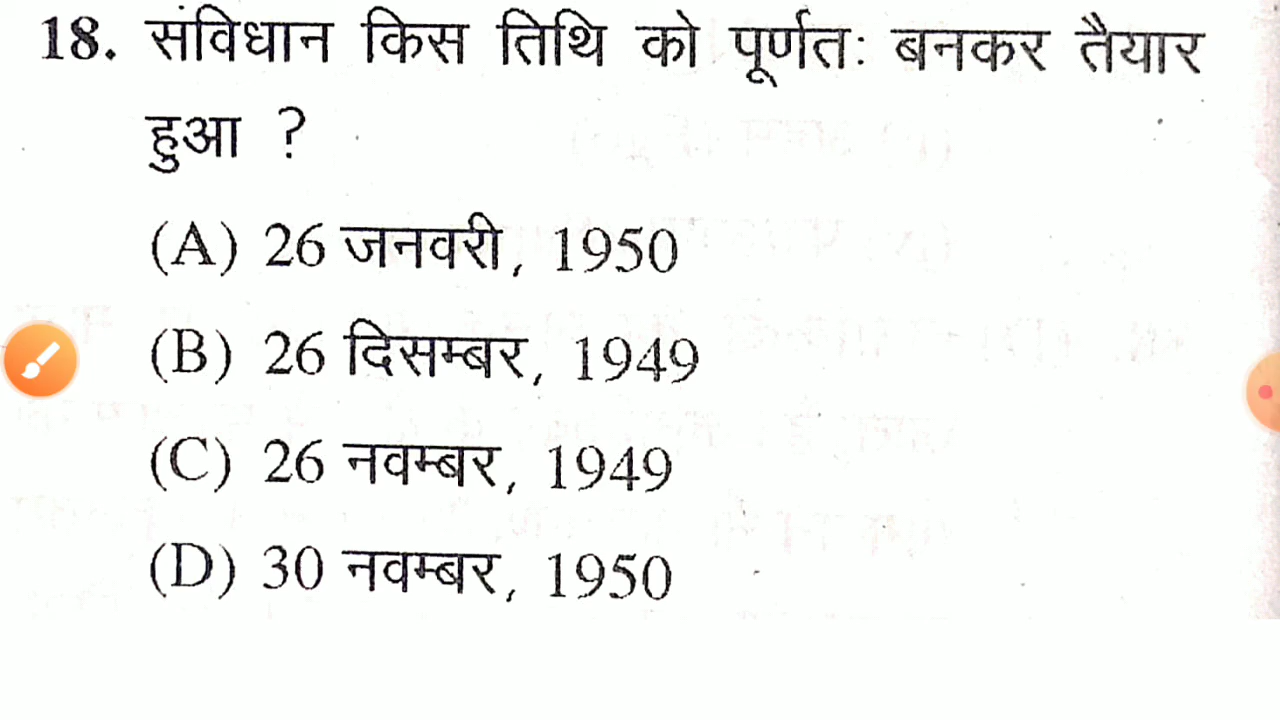 18. संविधान किस तिथि को पूर्णतः बनकर तैयार
हुआ ?
(A) 26 जनवरी, 1950
(B) 26 दिसम्बर, 1949
(C) 26 नवम्बर, 1949
(D) 30 नवम्बर, 1950